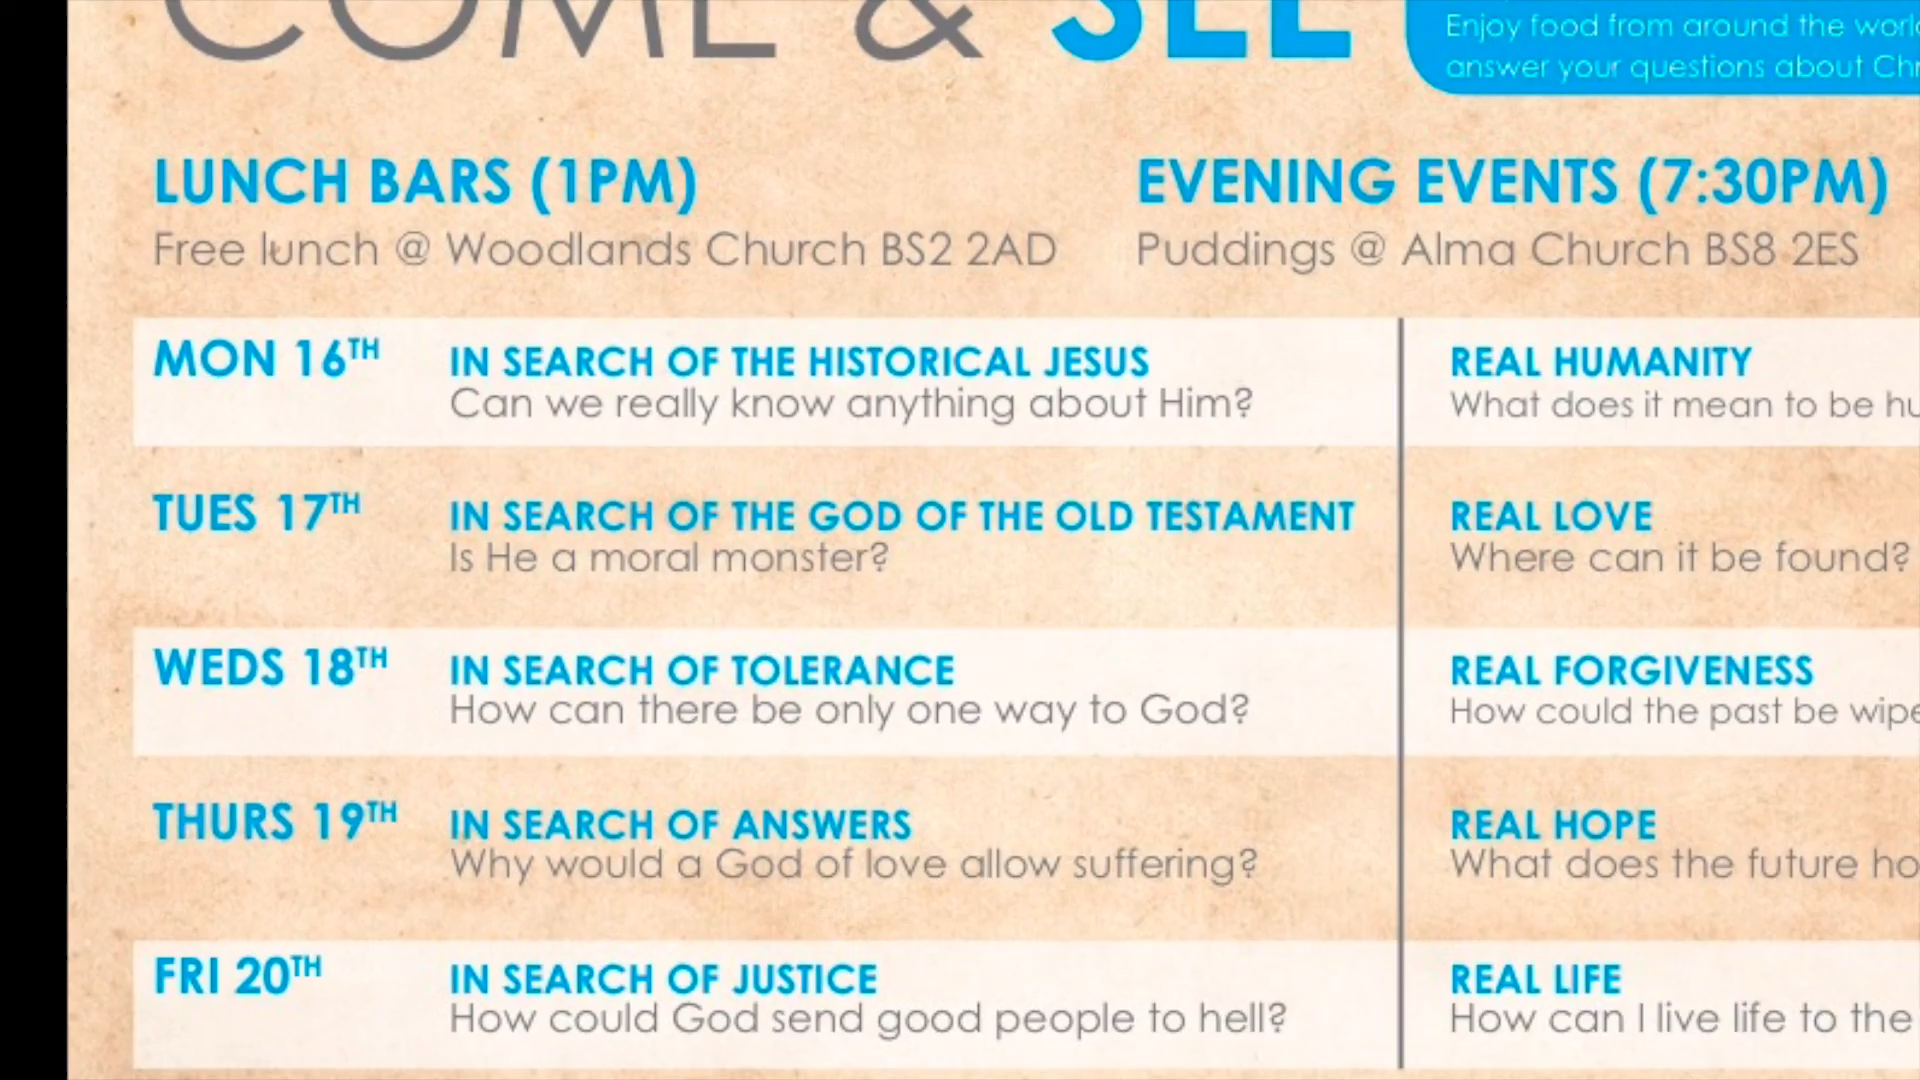 COME & SEE
Enjoy food from around the
answer your questions about
LUNCH BARS (1PM)
Free lunch @ Woodlands Church BS2 2AD
EVENING EVENTS (7:30PM)
Puddings @ Alma Church BS8 2ES
MON 16TH
IN SEARCH OF THE HISTORICAL JESUS
Can we really know anything about Him?
REAL HUMANITY
What does it mean to be
TUES 17TH
IN SEARCH OF THE GOD OF THE OLD TESTAMENT
Is He a moral monster?
REAL LOVE
Where can it be found?
WEDS 18TH
IN SEARCH OF TOLERANCE
How can there be only one way to God?
REAL FORGIVENESS
How could the past be
THURS 19TH
IN SEARCH OF ANSWERS
Why would a God of love allow suffering?
REAL HOPE
What does the future
FRI 20TH
IN SEARCH OF JUSTICE
How could God send good people to hell?
REAL LIFE
How can I live life to the